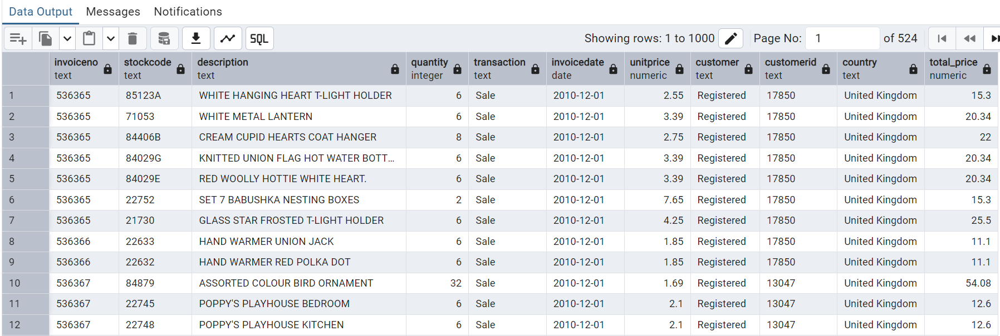 Data Output Messages Notifications
SQL Showing rows: 1 to 1000 Page No: 1 of 524
invoiceno stockcode description quantity transaction invoicedate unitprice customer customerid country total_price
text text text integer text date numeric text text text numeric
1 536365 85123A WHITE HANGING HEART T-LIGHT HOLDER 6 Sale 2010-12-01 2.55 Registered 17850 United Kingdom 15.3
2 536365 71053 WHITE METAL LANTERN 6 Sale 2010-12-01 3.39 Registered 17850 United Kingdom 20.34
3 536365 84406B CREAM CUPID HEARTS COAT HANGER 8 Sale 2010-12-01 2.75 Registered 17850 United Kingdom 22
4 536365 84029G KNITTED UNION FLAG HOT WATER BOTT... 6 Sale 2010-12-01 3.39 Registered 17850 United Kingdom 20.34
5 536365 84029E RED WOOLLY HOTTIE WHITE HEART. 6 Sale 2010-12-01 3.39 Registered 17850 United Kingdom 20.34
6 536365 22752 SET 7 BABUSHKA NESTING BOXES 2 Sale 2010-12-01 7.65 Registered 17850 United Kingdom 15.3
7 536365 21730 GLASS STAR FROSTED T-LIGHT HOLDER 6 Sale 2010-12-01 4.25 Registered 17850 United Kingdom 25.5
8 536366 22633 HAND WARMER UNION JACK 6 Sale 2010-12-01 1.85 Registered 17850 United Kingdom 11.1
9 536366 22632 HAND WARMER RED POLKA DOT 6 Sale 2010-12-01 1.85 Registered 17850 United Kingdom 11.1
10 536367 84879 ASSORTED COLOUR BIRD ORNAMENT 32 Sale 2010-12-01 1.69 Registered 13047 United Kingdom 54.08
11 536367 22745 POPPY'S PLAYHOUSE BEDROOM 6 Sale 2010-12-01 2.1 Registered 13047 United Kingdom 12.6
12 536367 22748 POPPY'S PLAYHOUSE KITCHEN 6 Sale 2010-12-01 2.1 Registered 13047 United Kingdom 12.6